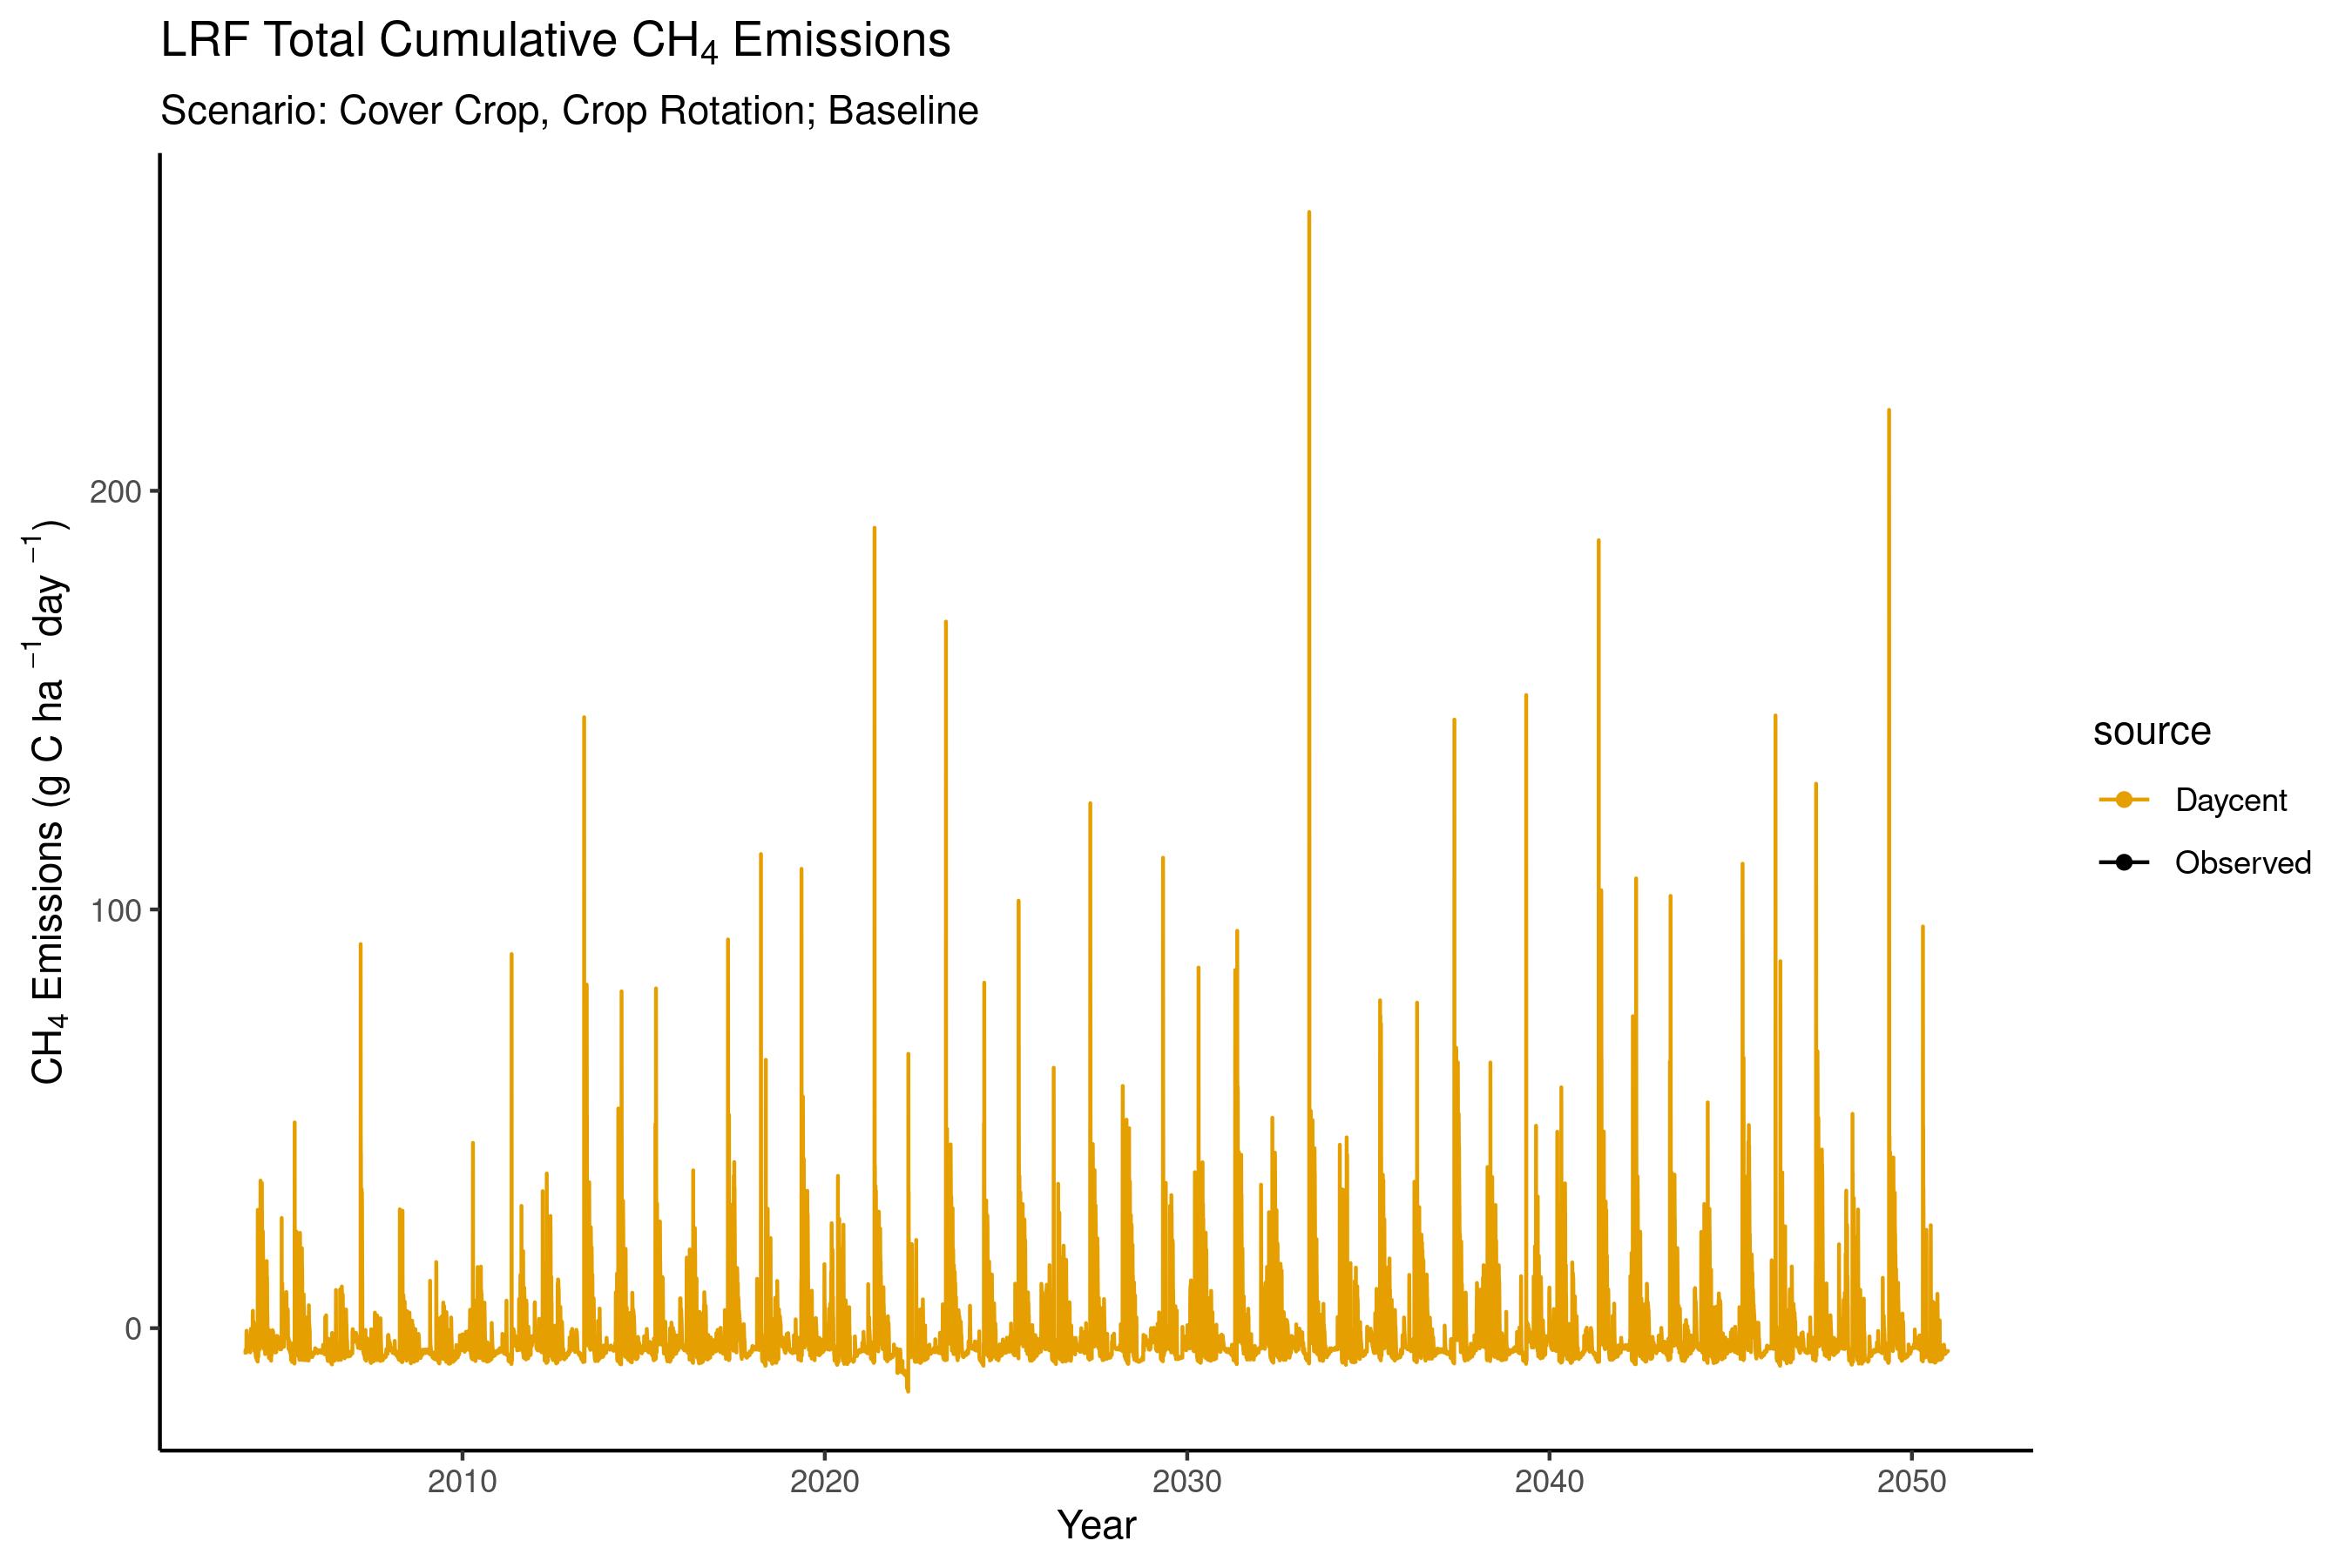 LRF Total Cumulative CH₄ Emissions
Scenario: Cover Crop, Crop Rotation; Baseline
CH₄ Emissions (g C ha ⁻¹day ⁻¹)
200
100
0
2010 2020 2030 2040 2050
Year
source
Daycent
Observed